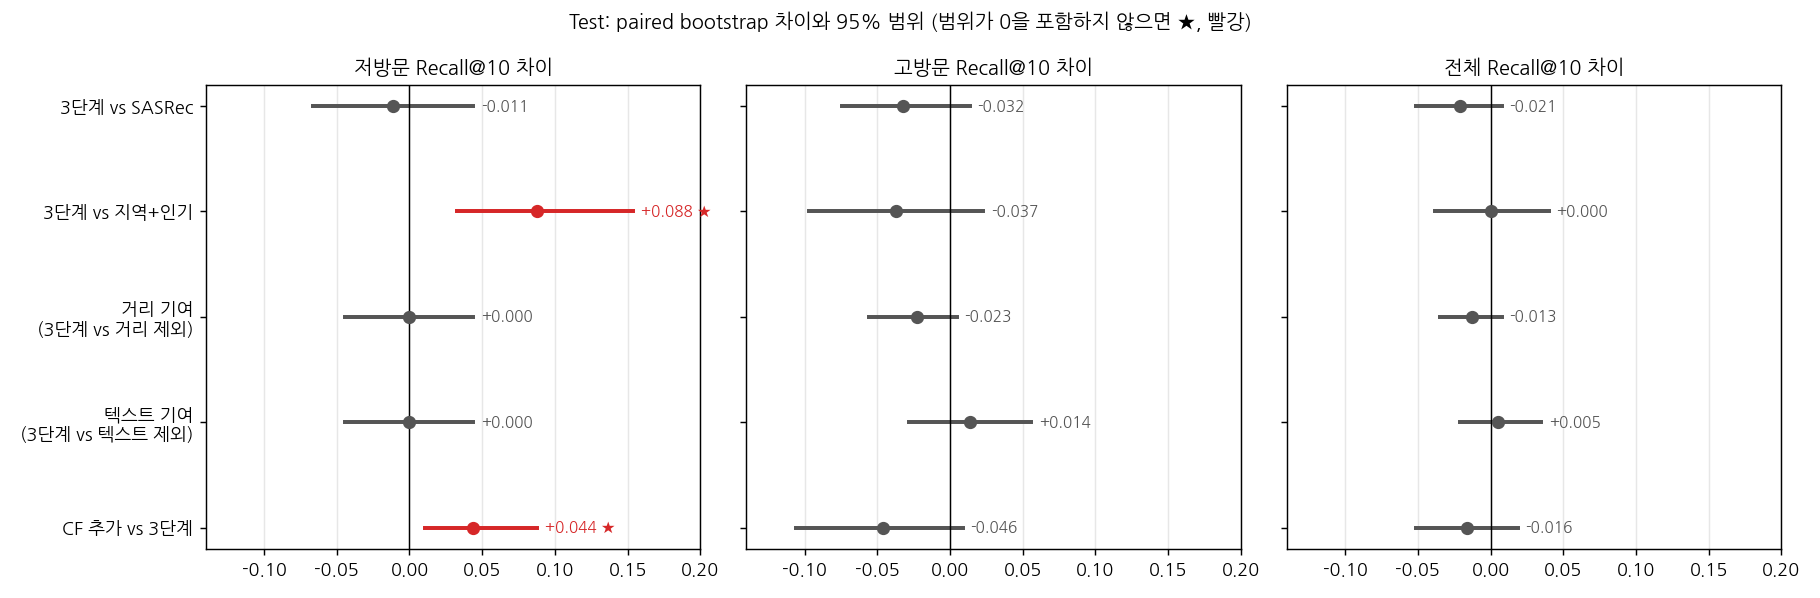 Test: paired bootstrap 차이와 95% 범위 (범위가 0을 포함하지 않으면 ★, 빨강)
저방문 Recall@10 차이
고방문 Recall@10 차이
전체 Recall@10 차이
3단계 vs SASRec
-0.011
-0.032
-0.021
3단계 vs 지역+인기
+0.088 ★
-0.037
+0.000
거리 기여
(3단계 vs 거리 제외)
+0.000
-0.023
-0.013
텍스트 기여
(3단계 vs 텍스트 제외)
+0.000
+0.014
+0.005
CF 추가 vs 3단계
+0.044 ★
-0.046
-0.016
-0.10 -0.05 0.00 0.05 0.10 0.15 0.20
-0.10 -0.05 0.00 0.05 0.10 0.15 0.20
-0.10 -0.05 0.00 0.05 0.10 0.15 0.20